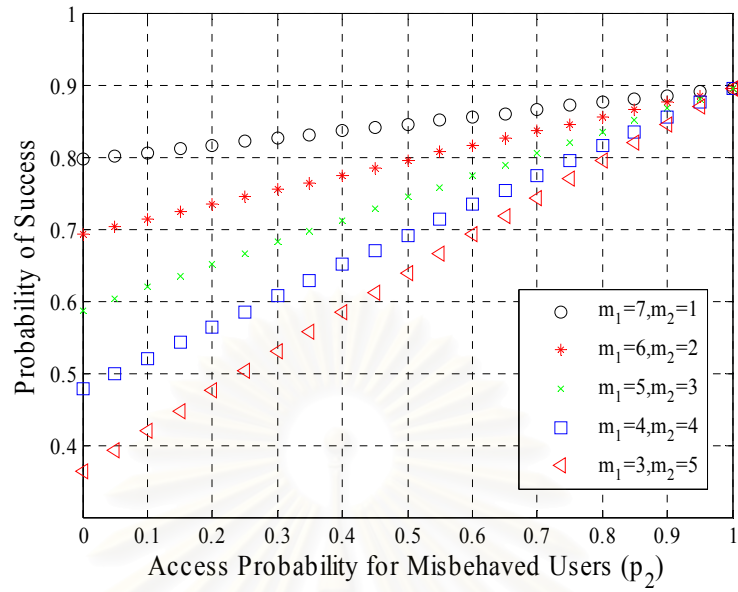 1
0.9
0.8
0.7
0.6
0.5
0.4
Probability of Success
m1=7,m2=1
m1=6,m2=2
m1=5,m2=3
m1=4,m2=4
m1=3,m2=5
0 0.1 0.2 0.3 0.4 0.5 0.6 0.7 0.8 0.9 1
Access Probability for Misbehaved Users (p2)